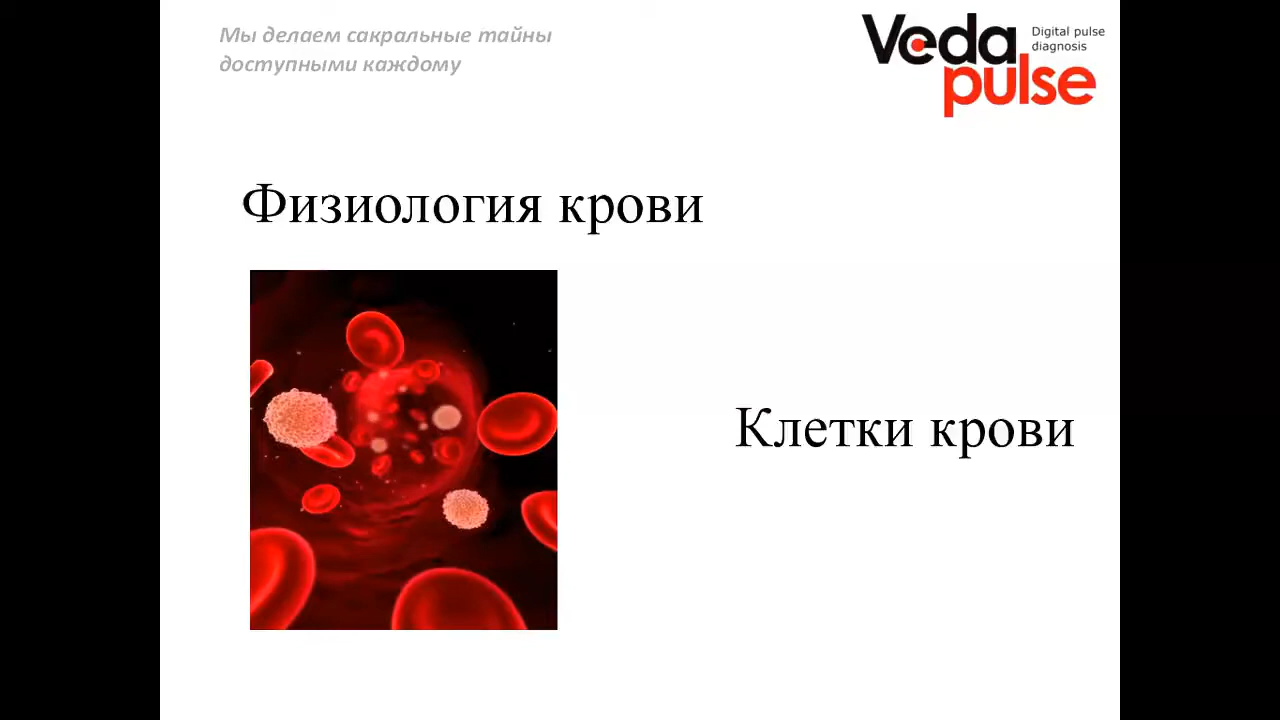 Мы делаем сакральные тайны
доступными каждому
Veda
pulse
Digital pulse
diagnosis
Физиология крови
Клетки крови